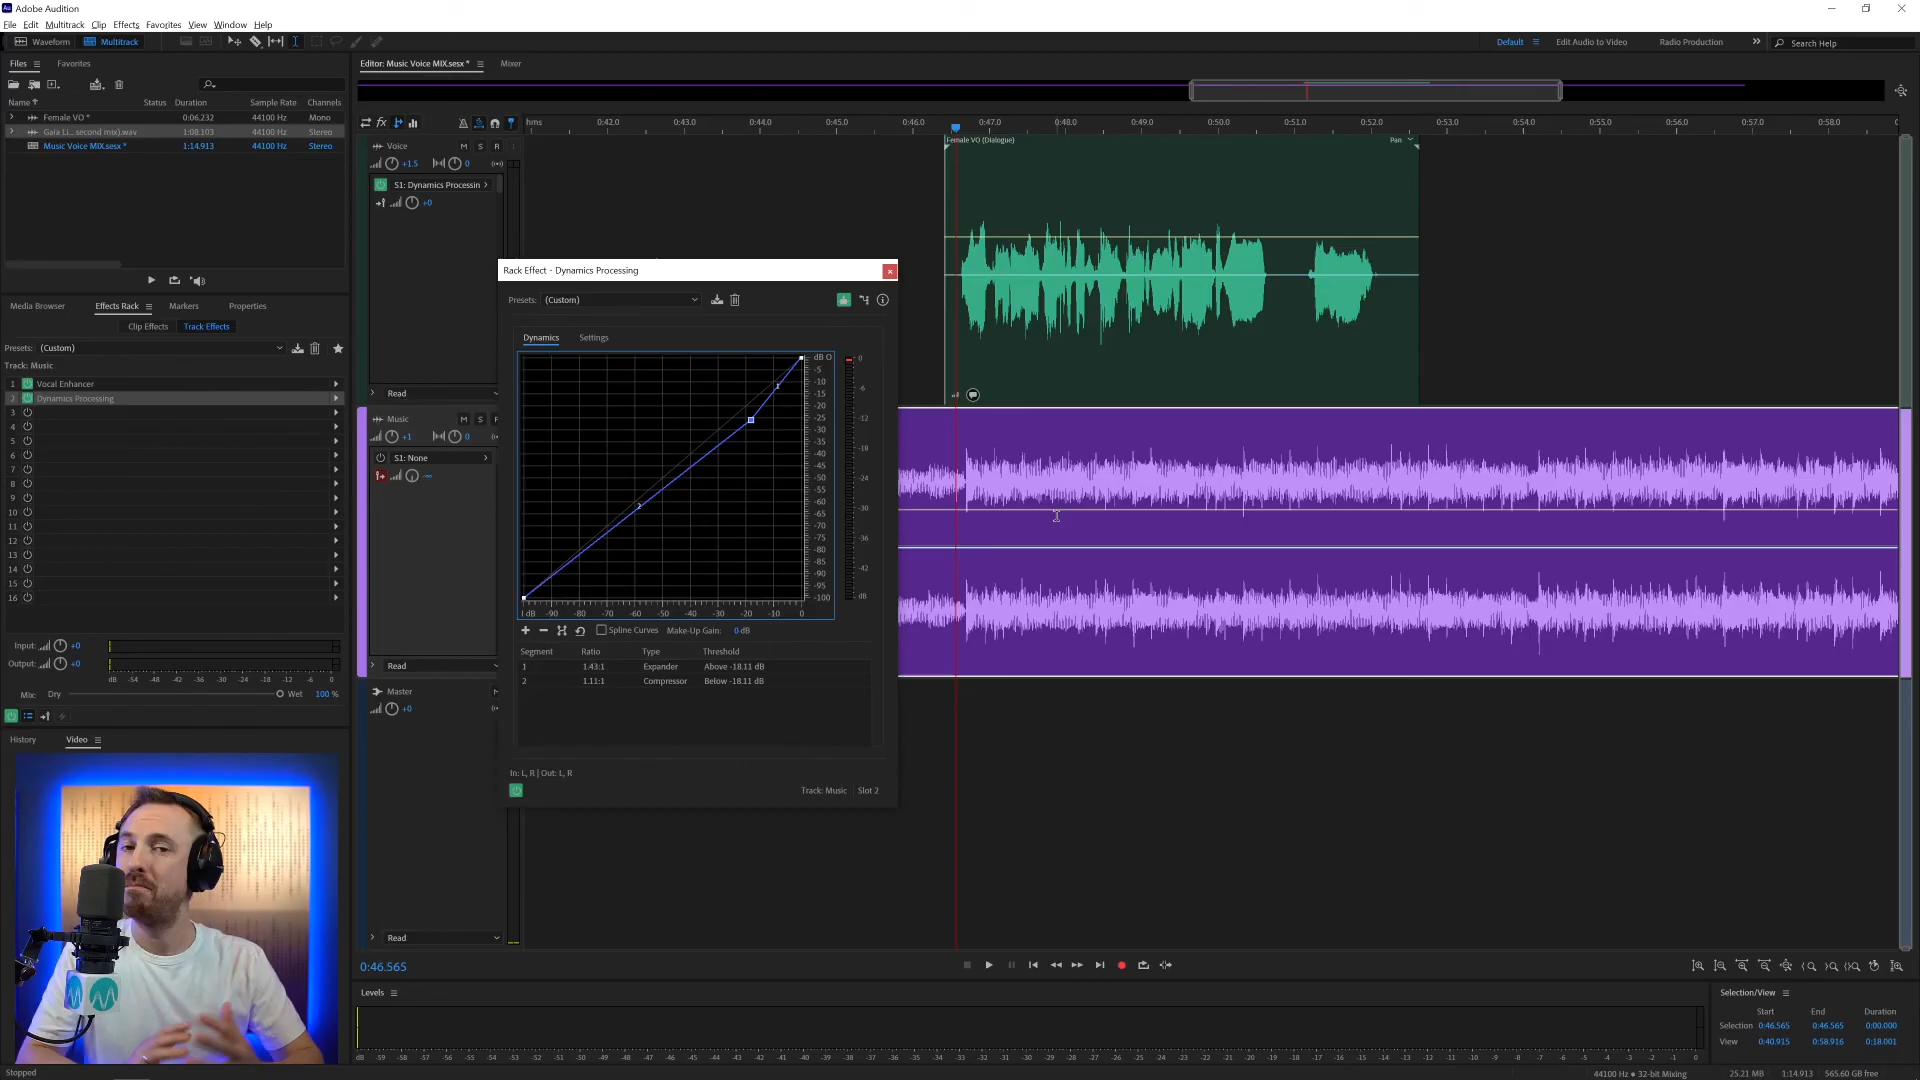 Adobe Audition
File Edit Multitrack Clip Effects Favorites View Window Help
Waveform Multitrack Default Edit Audio to Video Radio Production Search Help
Files Favorites
Name Status Duration Sample Rate Channels
Female VO * 0:06.232 44100 Hz Mono
Gaia Li... second mix).wav 1:08.103 44100 Hz Stereo
Music Voice MIX.sesx * 1:14.913 44100 Hz Stereo
Media Browser Effects Rack Markers Properties
Clip Effects Track Effects
Presets: (Custom)
Track: Music
1 Vocal Enhancer
2 Dynamics Processing
3
4
5
6
7
8
9
10
11
12
13
14
15
16
Input: +0
Output: +0
dB -54 -48 -42 -36 -30 -24 -18 -12 -6 0
Mix: Dry Wet 100 %
History Video
Editor: Music Voice MIX.sesx * Mixer
hms 0:42.0 0:43.0 0:44.0 0:45.0 0:46.0 0:47.0 0:48.0 0:49.0 0:50.0 0:51.0 0:52.0 0:53.0 0:54.0 0:55.0 0:56.0 0:57.0 0:58.0
Voice M S R
+1.5 0
S1: Dynamics Processin
+0
Read
Female VO (Dialogue) Pan
Music M S
+1 0
S1: None
-∞
Read
Master M
+0
Read
Rack Effect - Dynamics Processing
Presets: (Custom)
Dynamics Settings
dB 0
-5
-10
-15
-20
-25
-30
-35
-40
-45
-50
-55
-60
-65
-70
-75
-80
-85
-90
-95
-100
0
-6
-12
-18
-24
-30
-36
-42
dB
1
2
dB -90 -80 -70 -60 -50 -40 -30 -20 -10 0
Spline Curves Make-Up Gain: 0 dB
Segment Ratio Type Threshold
1 1.43:1 Expander Above -18.11 dB
2 1.11:1 Compressor Below -18.11 dB
In: L, R | Out: L, R
Track: Music Slot 2
0:46.565
Levels
dB -59 -58 -57 -56 -55 -54 -53 -52 -51 -50 -49 -48 -47 -46 -45 -44 -43 -42 -41 -40 -39 -38 -37 -36 -35 -34 -33 -32 -31 -30 -29 -28 -27 -26 -25 -24 -23 -22 -21 -20 -19 -18 -17 -16 -15 -14 -13 -12 -11 -10 -9 -8 -7 -6 -5 -4 -3 -2 -1 0
Selection/View
Start End Duration
Selection 0:46.565 0:46.565 0:00.000
View 0:40.915 0:58.916 0:18.001
Stopped 44100 Hz ● 32-bit Mixing 25.21 MB 1:14.913 565.60 GB free